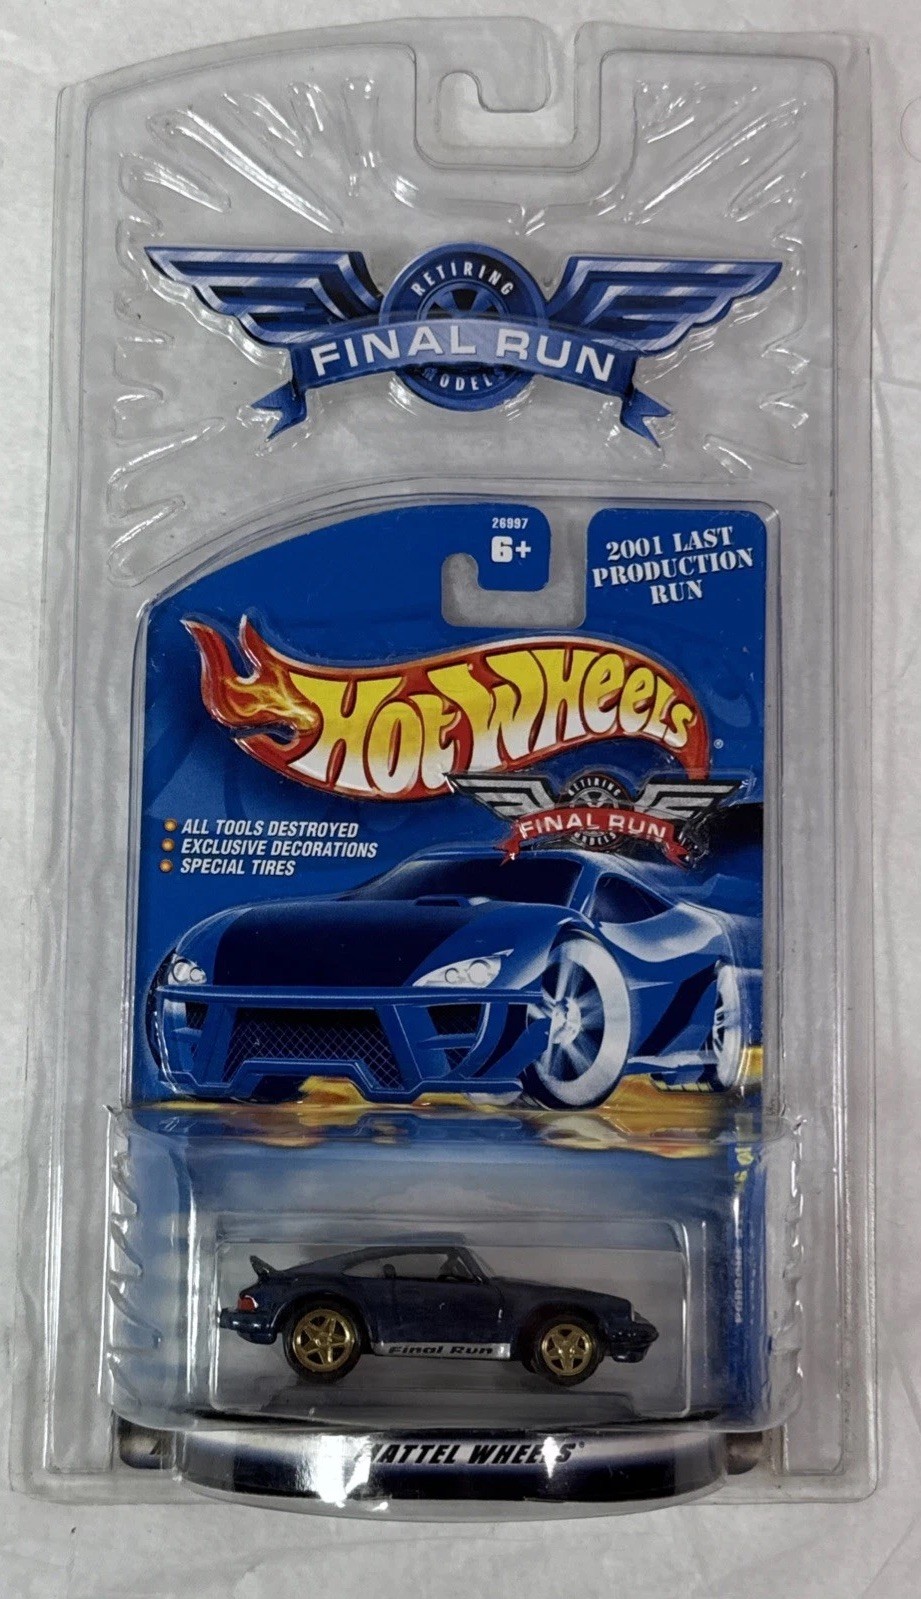 RETIRING
FINAL RUN
MODELS
26997
6+
2001 LAST
PRODUCTION
RUN
HOT WHEELS
®
RETIRING
FINAL RUN
MODELS
ALL TOOLS DESTROYED
EXCLUSIVE DECORATIONS
SPECIAL TIRES
Final Run
MATTEL WHEELS